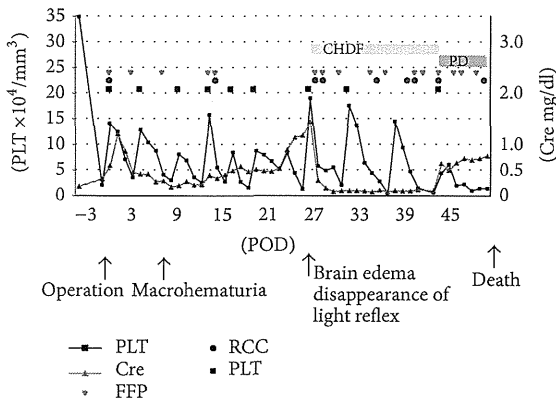 35
30
25
20
15
10
5
0
(PLT ×10⁴/mm³)
3.0
2.0
1.0
0.5
0
(Cre mg/dl)
CHDF
PD
−3 3 9 15 21 27 37 45
(POD)
Operation Macrohematuria
Brain edema
disappearance of
light reflex
Death
PLT
Cre
FFP
RCC
PLT